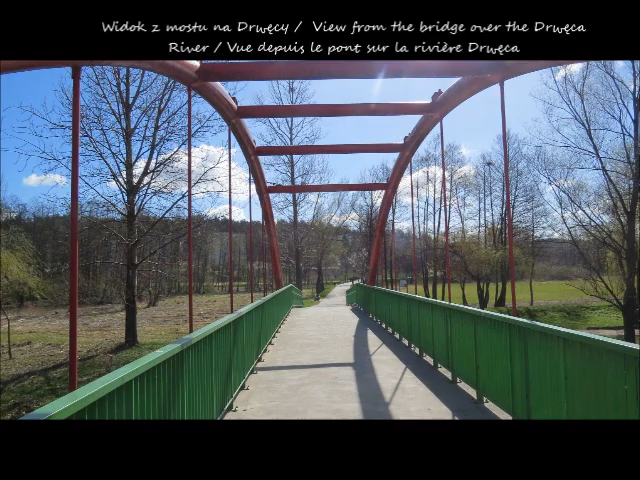 Widok z mostu na Drwęcy / View from the bridge over the Drwęca
River / Vue depuis le pont sur la rivière Drwęca